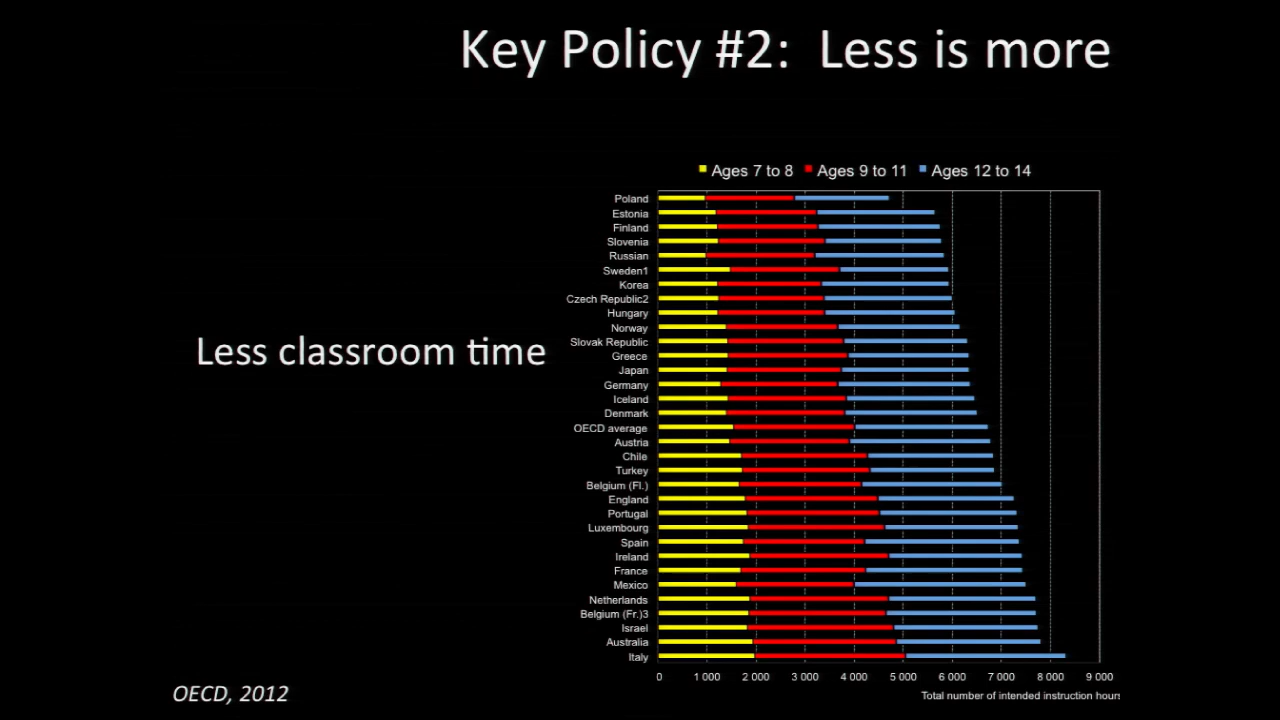 Key Policy #2: Less is more
Ages 7 to 8 Ages 9 to 11 Ages 12 to 14
Poland
Estonia
Finland
Slovenia
Russian
Sweden1
Korea
Czech Republic2
Hungary
Norway
Slovak Republic
Less classroom time
Greece
Japan
Germany
Iceland
Denmark
OECD average
Austria
Chile
Turkey
Belgium (Fl.)
England
Portugal
Luxembourg
Spain
Ireland
France
Mexico
Netherlands
Belgium (Fr.)3
Israel
Australia
Italy
0 1 000 2 000 3 000 4 000 5 000 6 000 7 000 8 000 9 000
Total number of intended instruction hours
OECD, 2012